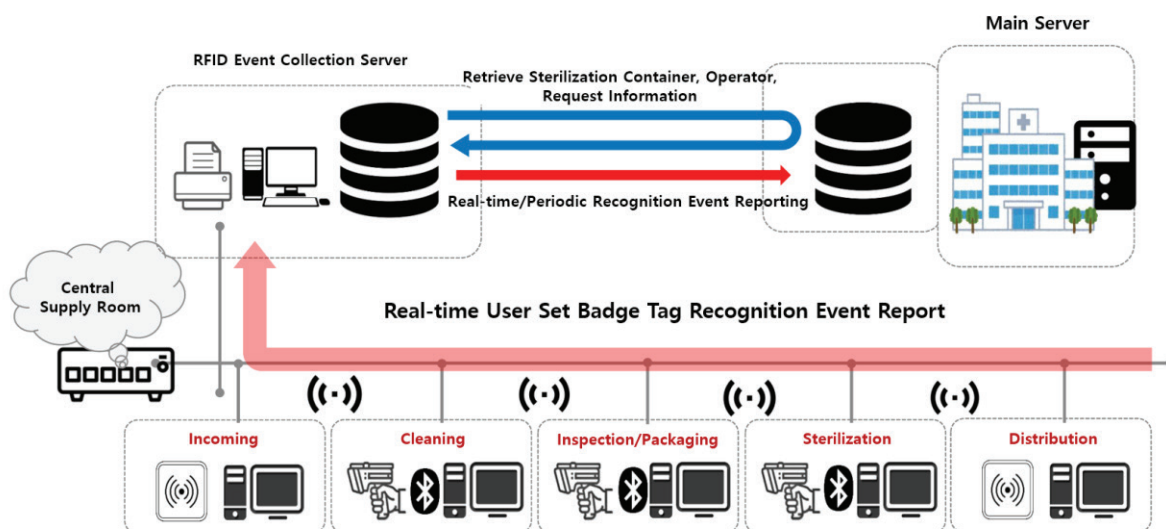 Main Server
RFID Event Collection Server
Retrieve Sterilization Container, Operator,
Request Information
Real-time/Periodic Recognition Event Reporting
Central
Supply Room
Real-time User Set Badge Tag Recognition Event Report
Incoming
Cleaning
Inspection/Packaging
Sterilization
Distribution